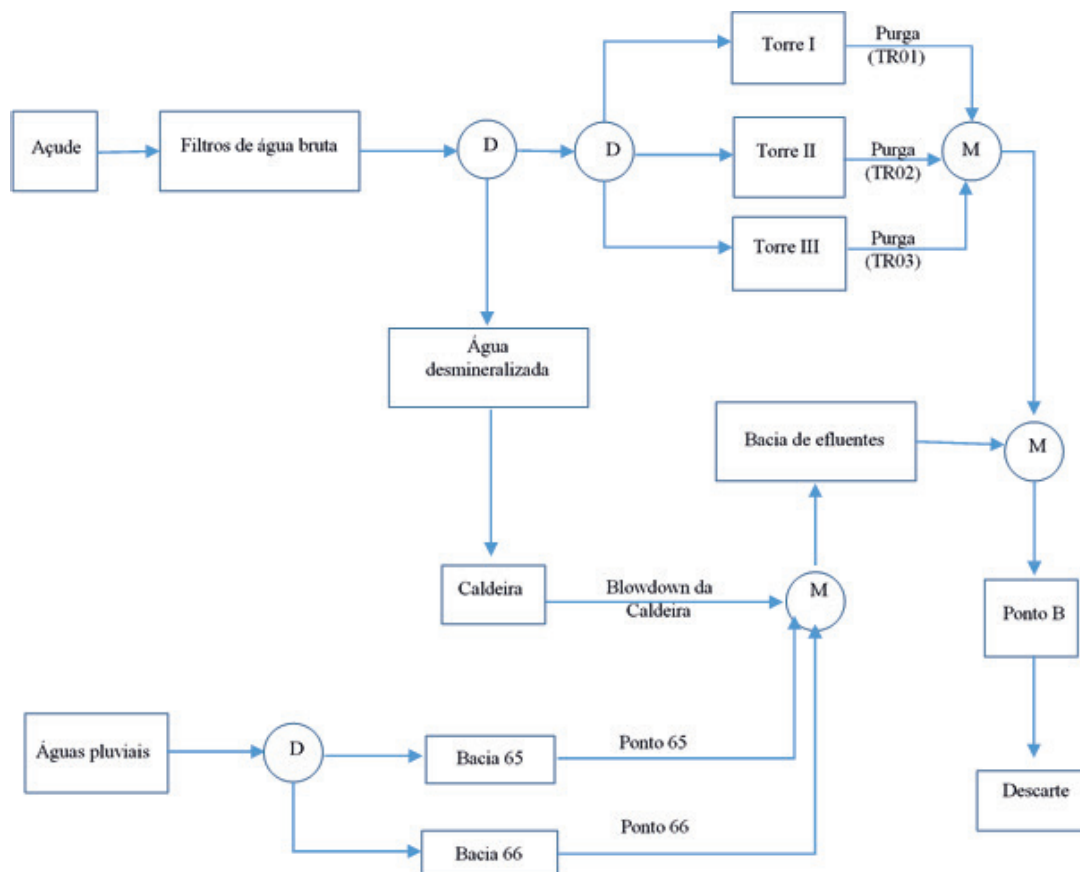 Torre I
Purga
(TR01)
Açude
Filtros de água bruta
D
D
Torre II
Purga
(TR02)
M
Torre III
Purga
(TR03)
Água
desmineralizada
Bacia de efluentes
M
Caldeira
Blowdown da
Caldeira
M
Ponto B
Águas pluviais
D
Bacia 65
Ponto 65
Descarte
Bacia 66
Ponto 66